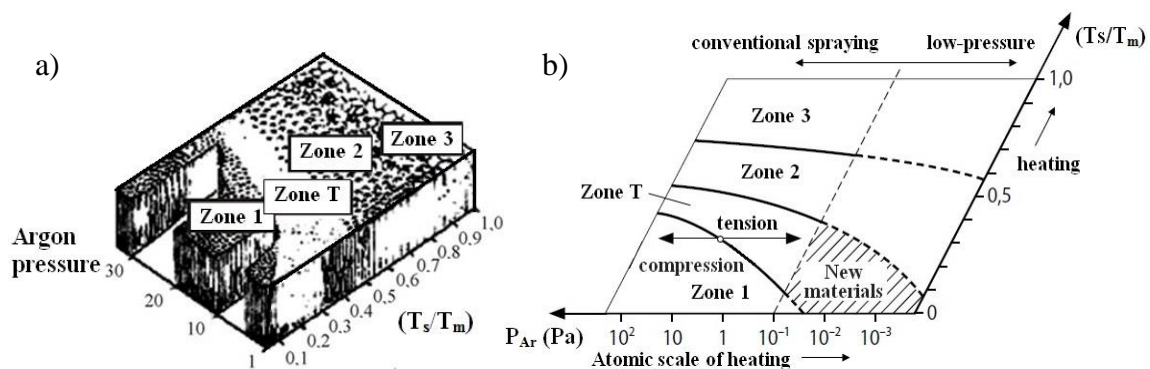 a)
Zone 3
Zone 2
Zone T
Zone 1
Argon
pressure
30
20
10
1
0,1
0.2
0.3
0.4
0.5
0.6
0.7
0.8
0.9
1.0
(Ts/Tm)
b)
conventional spraying
low-pressure
(Ts/Tm)
1,0
Zone 3
heating
Zone 2
0,5
Zone T
tension
compression
New
materials
Zone 1
0
PAr (Pa)
10² 10 1 10⁻¹ 10⁻² 10⁻³
Atomic scale of heating